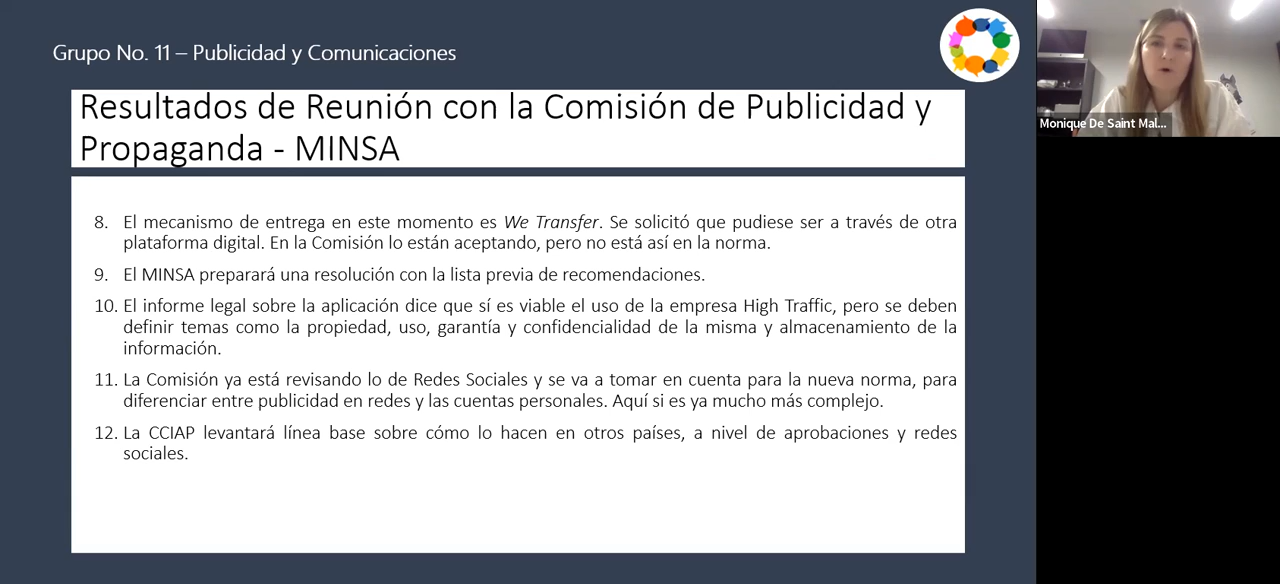 Grupo No. 11 – Publicidad y Comunicaciones
Resultados de Reunión con la Comisión de Publicidad y
Propaganda - MINSA
8. El mecanismo de entrega en este momento es We Transfer. Se solicitó que pudiese ser a través de otra
plataforma digital. En la Comisión lo están aceptando, pero no está así en la norma.
9. El MINSA preparará una resolución con la lista previa de recomendaciones.
10. El informe legal sobre la aplicación dice que sí es viable el uso de la empresa High Traffic, pero se deben
definir temas como la propiedad, uso, garantía y confidencialidad de la misma y almacenamiento de la
información.
11. La Comisión ya está revisando lo de Redes Sociales y se va a tomar en cuenta para la nueva norma, para
diferenciar entre publicidad en redes y las cuentas personales. Aquí si es ya mucho más complejo.
12. La CCIAP levantará línea base sobre cómo lo hacen en otros países, a nivel de aprobaciones y redes
sociales.
Monique De Saint Mal...